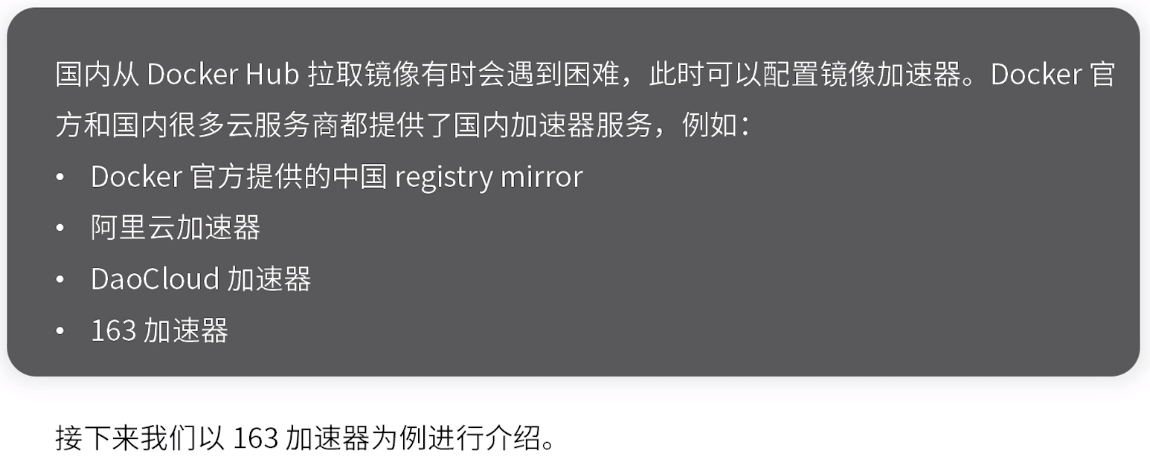 国内从 Docker Hub 拉取镜像有时会遇到困难，此时可以配置镜像加速器。Docker 官
方和国内很多云服务商都提供了国内加速器服务，例如：
• Docker 官方提供的中国 registry mirror
• 阿里云加速器
• DaoCloud 加速器
• 163 加速器
接下来我们以 163 加速器为例进行介绍。